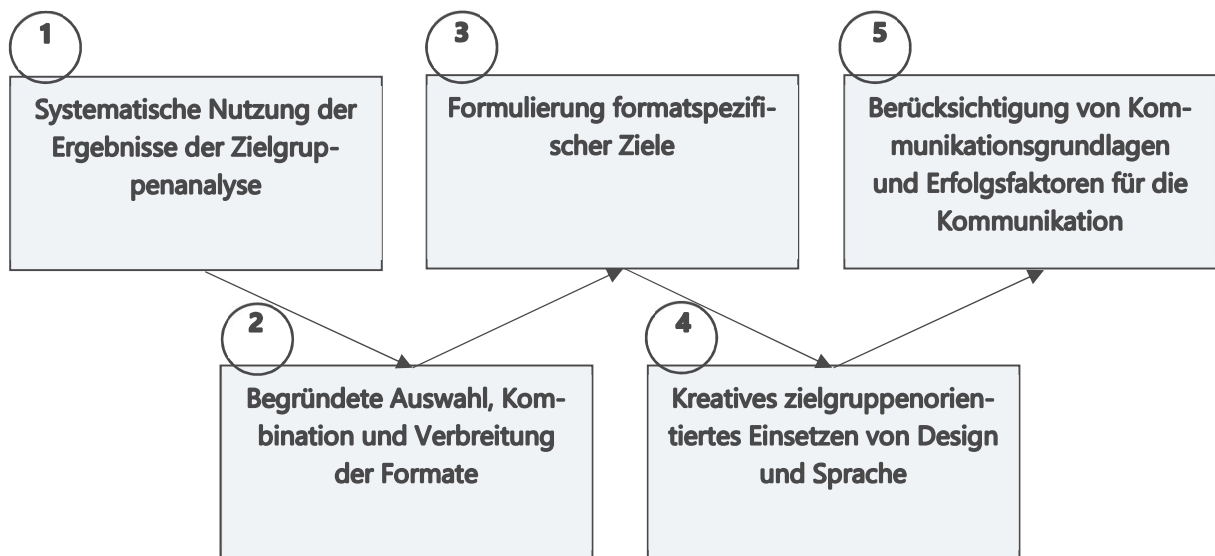 1
Systematische Nutzung der
Ergebnisse der Zielgrup-
penanalyse
2
Begründete Auswahl, Kom-
bination und Verbreitung
der Formate
3
Formulierung formatspezifi-
scher Ziele
4
Kreatives zielgruppenorien-
tiertes Einsetzen von Design
und Sprache
5
Berücksichtigung von Kom-
munikationsgrundlagen
und Erfolgsfaktoren für die
Kommunikation